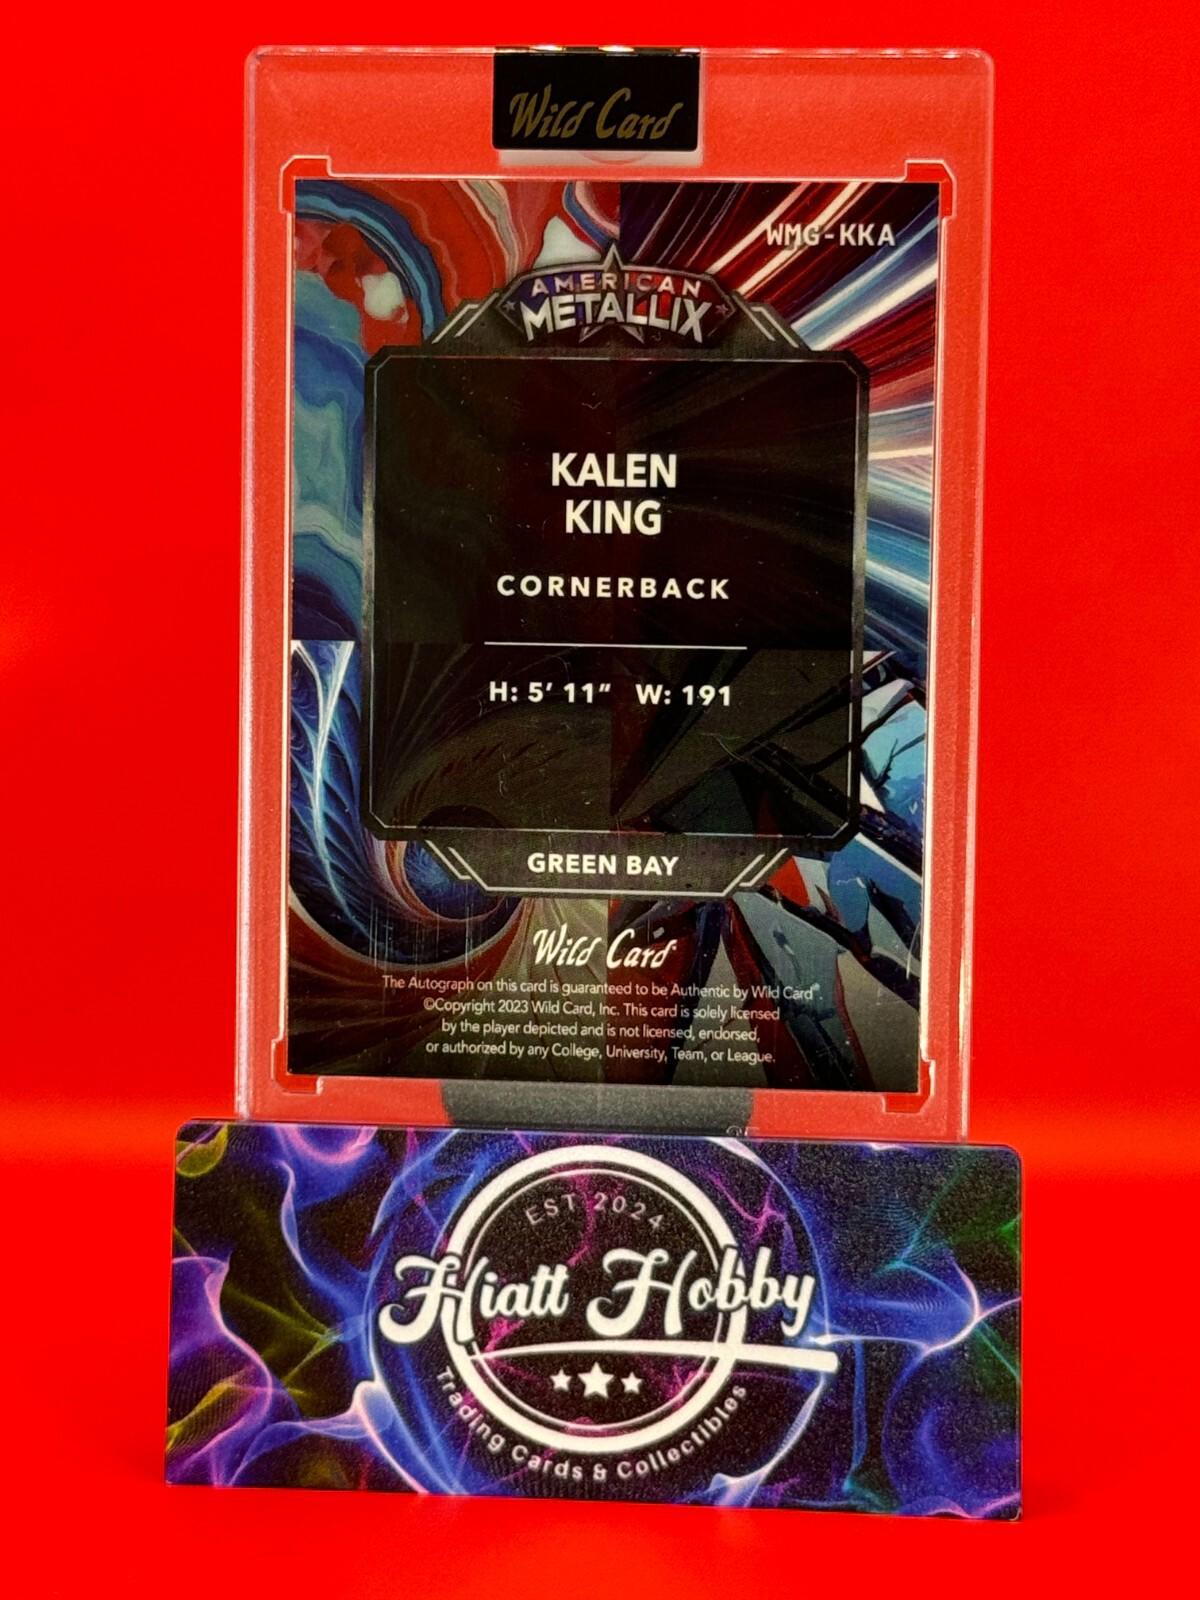 Wild Card
WMG-KKA
AMERICAN
METALLIX
KALEN
KING
CORNERBACK
H: 5' 11" W: 191
GREEN BAY
Wild Card
The Autograph on this card is guaranteed to be Authentic by Wild Card®.
©Copyright 2023 Wild Card, Inc. This card is solely licensed
by the player depicted and is not licensed, endorsed,
or authorized by any College, University, Team, or League.
EST 2024
Hiatt Hobby
Trading Cards & Collectibles